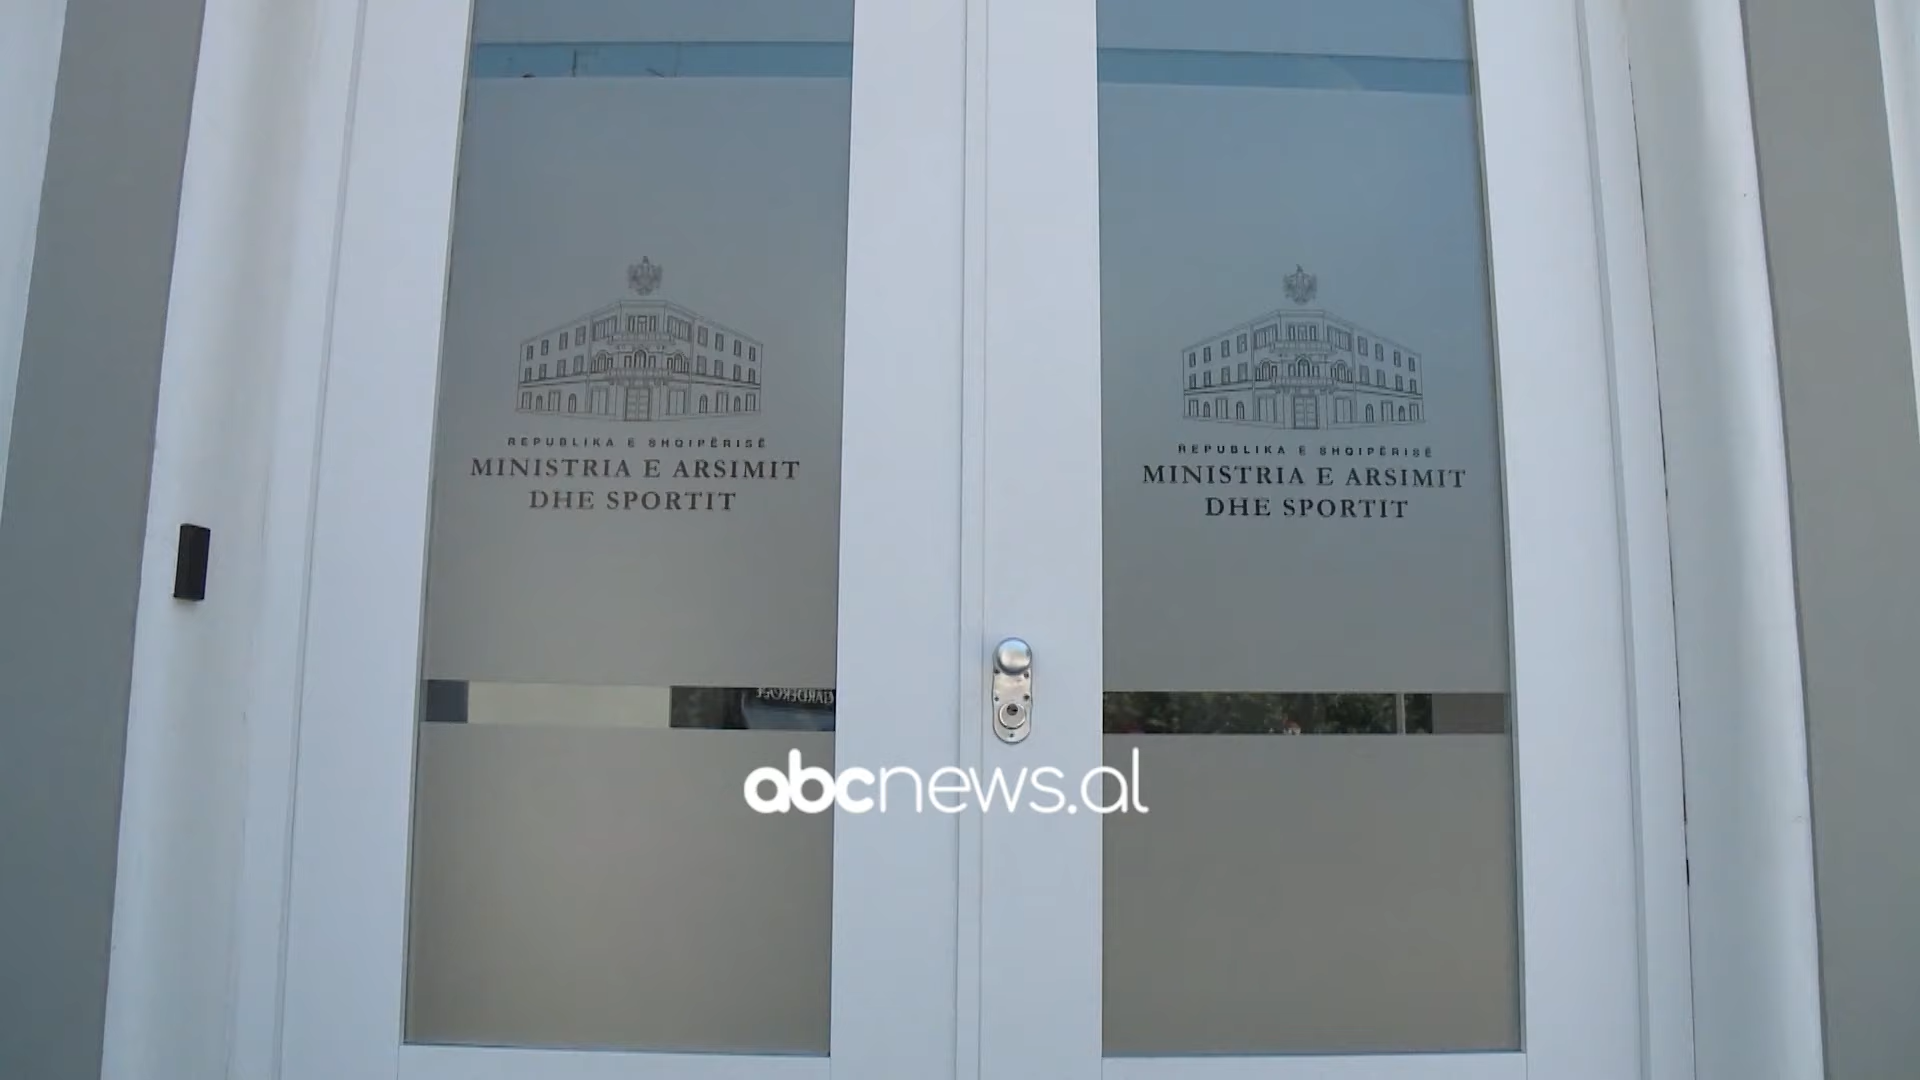 REPUBLIKA E SHQIPËRISË
MINISTRIA E ARSIMIT
DHE SPORTIT
REPUBLIKA E SHQIPËRISË
MINISTRIA E ARSIMIT
DHE SPORTIT
abcnews.al